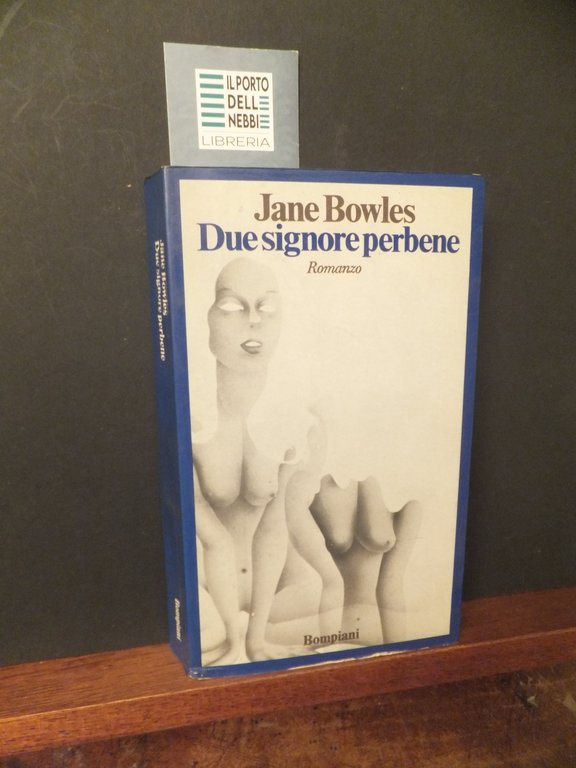 IL PORTO
DELL
NEBBI
LIBRERIA
Jane Bowles
Due signore perbene
Romanzo
Bompiani
Jane Bowles
Due signore perbene
Bompiani